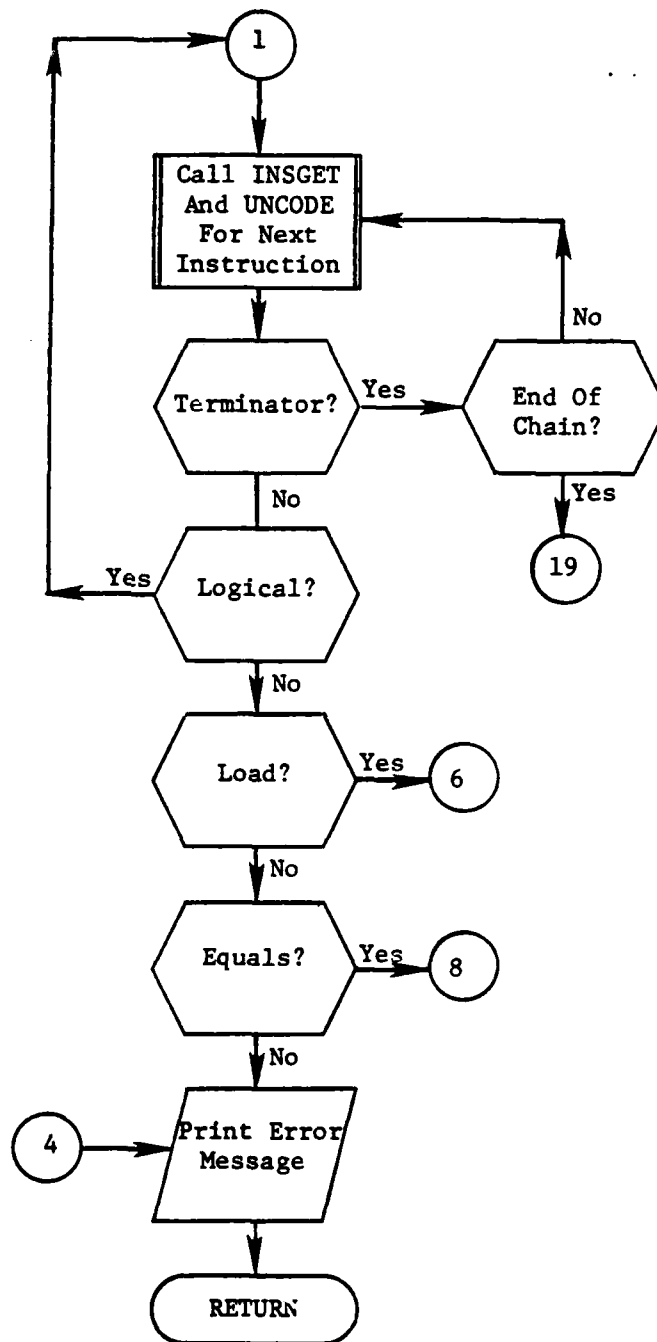 1
Call INSGET
And UNCODE
For Next
Instruction
No
Terminator?
Yes
End Of
Chain?
No
Yes
19
Yes
Logical?
No
Load?
Yes
6
No
Equals?
Yes
8
No
4
Print Error
Message
RETURN